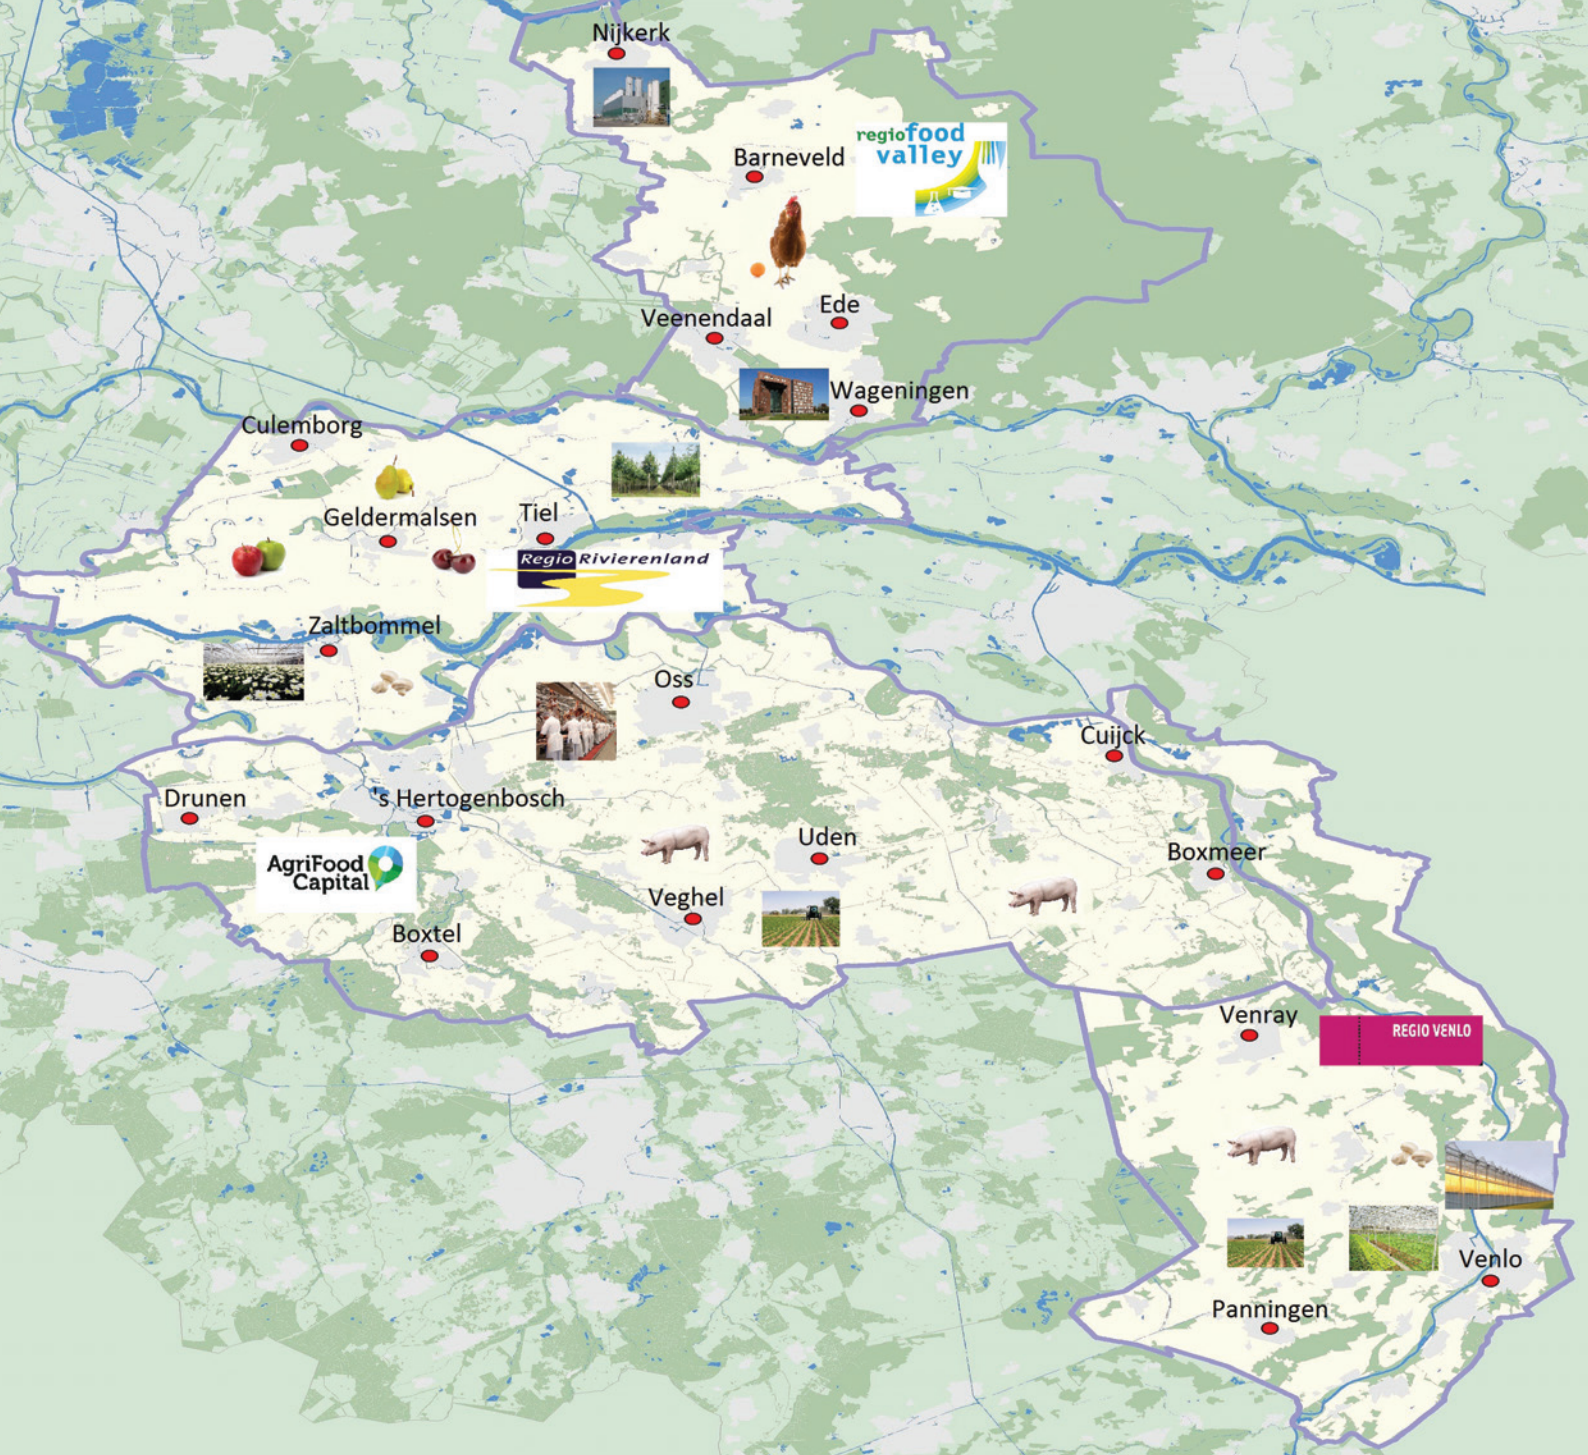 Nijkerk
regiofood
valley
Barneveld
Ede
Veenendaal
Wageningen
Culemborg
Geldermalsen
Tiel
Regio Rivierenland
Zaltbommel
Oss
Cuijck
Drunen
's Hertogenbosch
Uden
Boxmeer
AgriFood
Capital
Veghel
Boxtel
Venray
REGIO VENLO
Venlo
Panningen